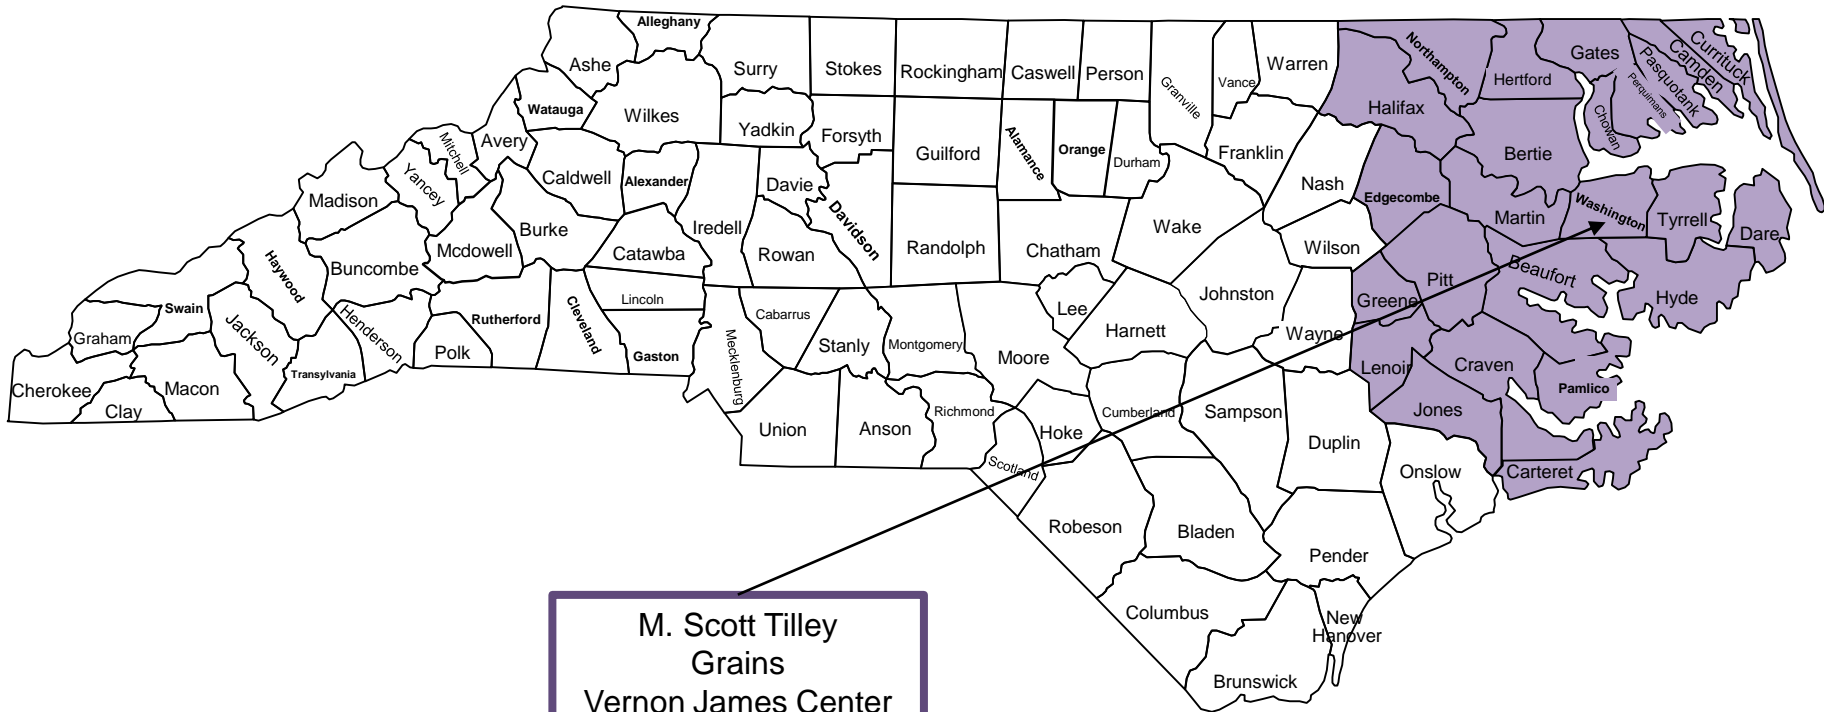 Alleghany
Ashe
Surry
Stokes
Rockingham
Caswell
Person
Granville
Vance
Warren
Northampton
Hertford
Gates
Currituck
Camden
Pasquotank
Perquimans
Chowan
Halifax
Watauga
Wilkes
Yadkin
Forsyth
Guilford
Alamance
Orange
Durham
Franklin
Bertie
Mitchell
Avery
Yancey
Madison
Caldwell
Alexander
Davie
Davidson
Nash
Edgecombe
Martin
Washington
Tyrrell
Dare
Iredell
Burke
Mcdowell
Catawba
Rowan
Randolph
Chatham
Wake
Wilson
Haywood
Buncombe
Swain
Jackson
Henderson
Rutherford
Cleveland
Lincoln
Cabarrus
Johnston
Greene
Pitt
Beaufort
Hyde
Graham
Transylvania
Polk
Gaston
Mecklenburg
Stanly
Montgomery
Moore
Lee
Harnett
Wayne
Lenoir
Craven
Pamlico
Cherokee
Clay
Macon
Union
Anson
Richmond
Scotland
Hoke
Cumberland
Sampson
Duplin
Jones
Onslow
Carteret
Robeson
Bladen
Pender
Columbus
New
Hanover
Brunswick
M. Scott Tilley
Grains
Vernon James Center